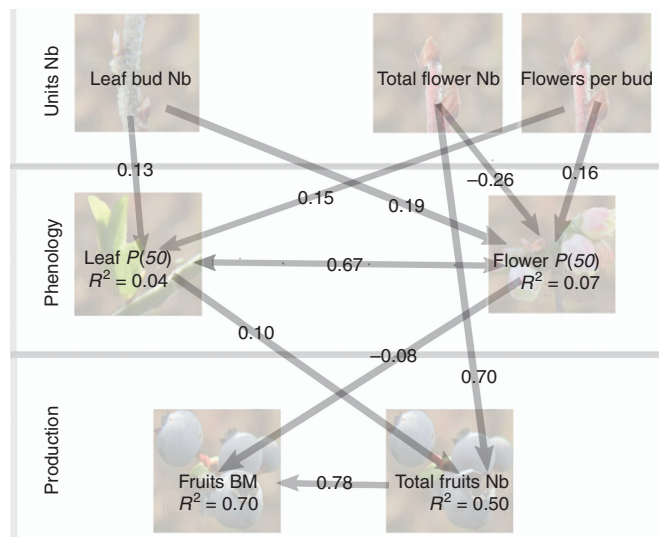 Units Nb
Leaf bud Nb
Total flower Nb
Flowers per bud
0.13
−0.26
0.16
0.15
0.19
Phenology
Leaf P(50)
R² = 0.04
0.67
Flower P(50)
R² = 0.07
0.10
−0.08
0.70
Production
Fruits BM
R² = 0.70
0.78
Total fruits Nb
R² = 0.50